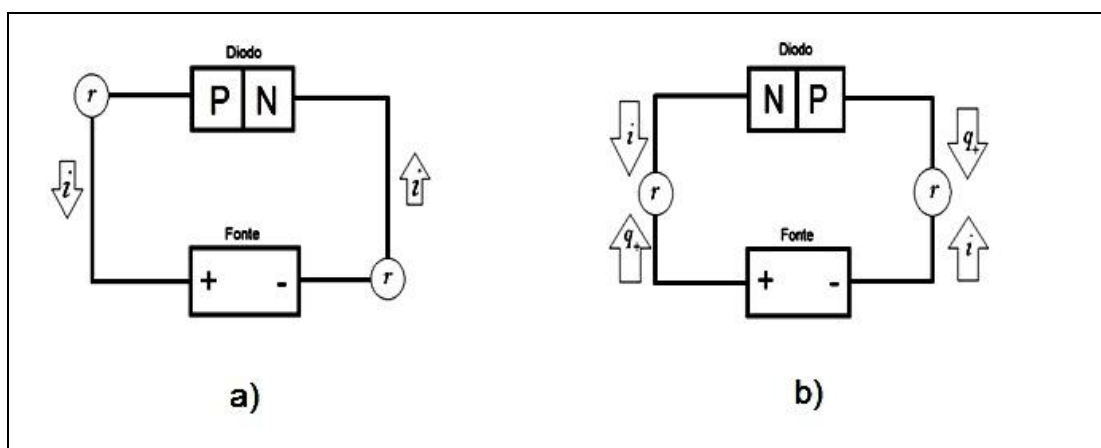 Diodo
P N
r
i
i
Fonte
+ -
r
a)
Diodo
N P
i
q+
r
r
q+
i
Fonte
+ -
b)